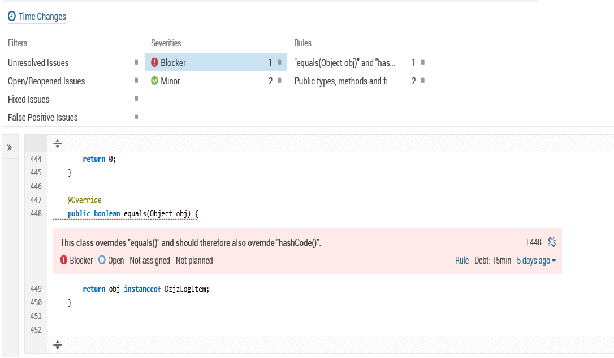 Time Changes
Filters Severities Rules
Unresolved Issues Blocker 1 "equals(Object obj)" and "has... 1
Open/Reopened Issues Minor 2 Public types, methods and fi... 2
Fixed Issues
False Positive Issues
444 return 0;
445 }
446
447 @Override
448 public boolean equals(Object obj) {
This class overrides "equals()" and should therefore also override "hashCode()". L448
Blocker Open Not assigned Not planned Rule Debt: 15min 5 days ago
449 return obj instanceof
450 }
451
452